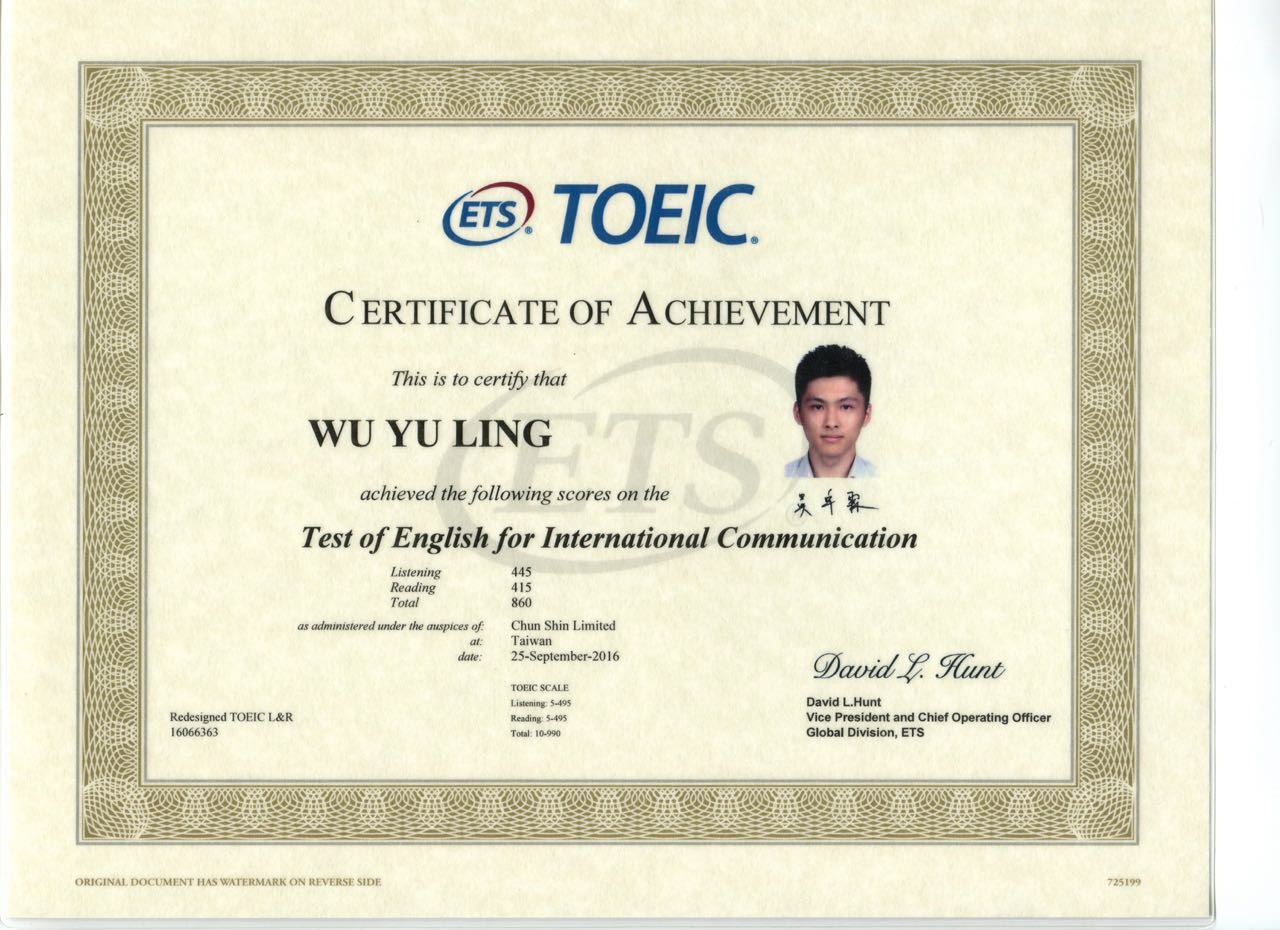 ETS® TOEIC®
CERTIFICATE OF ACHIEVEMENT
This is to certify that
WU YU LING
ETS®
achieved the following scores on the
吳
Test of English for International Communication
Listening 445
Reading 415
Total 860
as administered under the auspices of: Chun Shin Limited
at: Taiwan
date: 25-September-2016
David L. Hunt
TOEIC SCALE
Listening: 5-495
Reading: 5-495
Total: 10-990
David L.Hunt
Vice President and Chief Operating Officer
Global Division, ETS
Redesigned TOEIC L&R
16066363
ORIGINAL DOCUMENT HAS WATERMARK ON REVERSE SIDE
725199